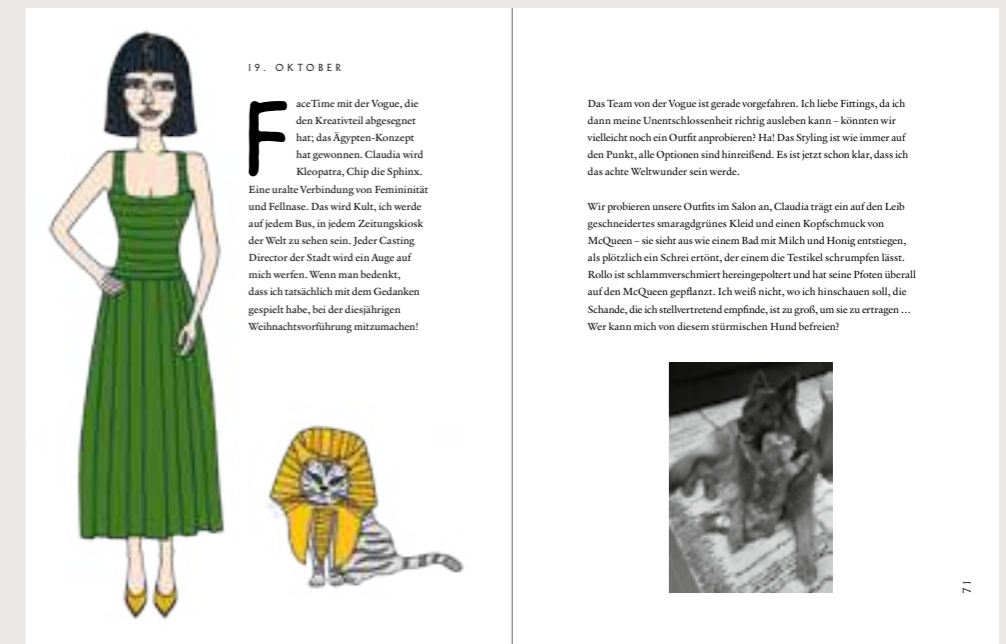 19. OKTOBER
FaceTime mit der Vogue, die
den Kreativteil abgesegnet
hat; das Ägypten-Konzept
hat gewonnen. Claudia wird
Kleopatra, Chip die Sphinx.
Eine uralte Verbindung von Femininität
und Fellnase. Das wird Kult, ich werde
auf jedem Bus, in jedem Zeitungskiosk
der Welt zu sehen sein. Jeder Casting
Director der Stadt wird ein Auge auf
mich werfen. Wenn man bedenkt,
dass ich tatsächlich mit dem Gedanken
gespielt habe, bei der diesjährigen
Weihnachtsvorführung mitzumachen!
Das Team von der Vogue ist gerade vorgefahren. Ich liebe Fittings, da ich
dann meine Unentschlossenheit richtig ausleben kann – könnten wir
vielleicht noch ein Outfit anprobieren? Ha! Das Styling ist wie immer auf
den Punkt, alle Optionen sind hinreißend. Es ist jetzt schon klar, dass ich
das achte Weltwunder sein werde.
Wir probieren unsere Outfits im Salon an, Claudia trägt ein auf den Leib
geschneidertes smaragdgrünes Kleid und einen Kopfschmuck von
McQueen – sie sieht aus wie einem Bad mit Milch und Honig entstiegen,
als plötzlich ein Schrei ertönt, der einem die Testikel schrumpfen lässt.
Rollo ist schlammverschmiert hereingepoltert und hat seine Pfoten überall
auf den McQueen gepflanzt. Ich weiß nicht, wo ich hinschauen soll, die
Schande, die ich stellvertretend empfinde, ist zu groß, um sie zu ertragen …
Wer kann mich von diesem stürmischen Hund befreien?
71